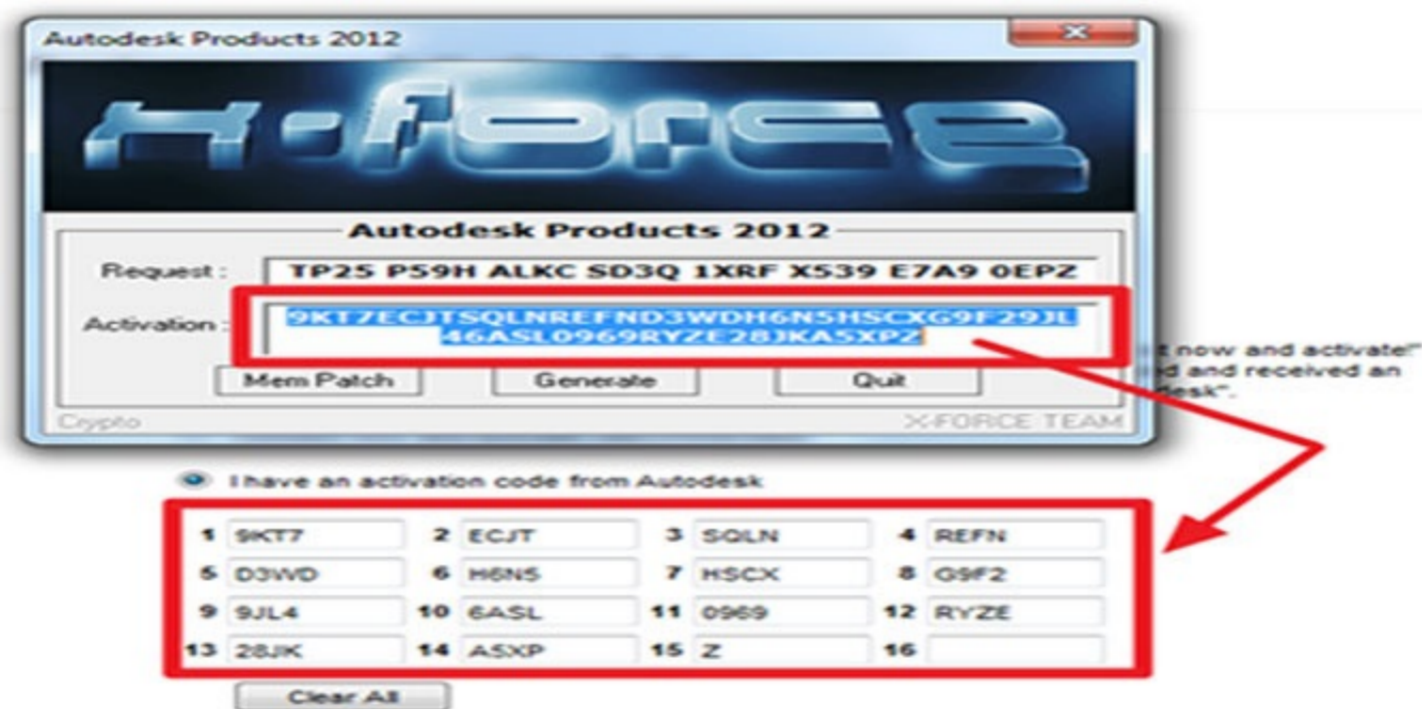 Autodesk Products 2012
X-force
Autodesk Products 2012
Request : TP25 P59H ALKC SD3Q 1XRF X539 E7A9 0EPZ
Activation : 9KT7ECJTSQLNREFND3WDH6N5HSCXG9F29JL
46ASL0969RYZE28JKA5XPZ
t now and activate!"
Mem Patch Generate Quit
d and received an
desk".
Crypto X-FORCE TEAM
I have an activation code from Autodesk
1 9KT7 2 ECJT 3 SQLN 4 REFN
5 D3WD 6 H6N5 7 HSCX 8 G9F2
9 9JL4 10 6ASL 11 0969 12 RYZE
13 28JK 14 A5XP 15 Z 16
Clear All